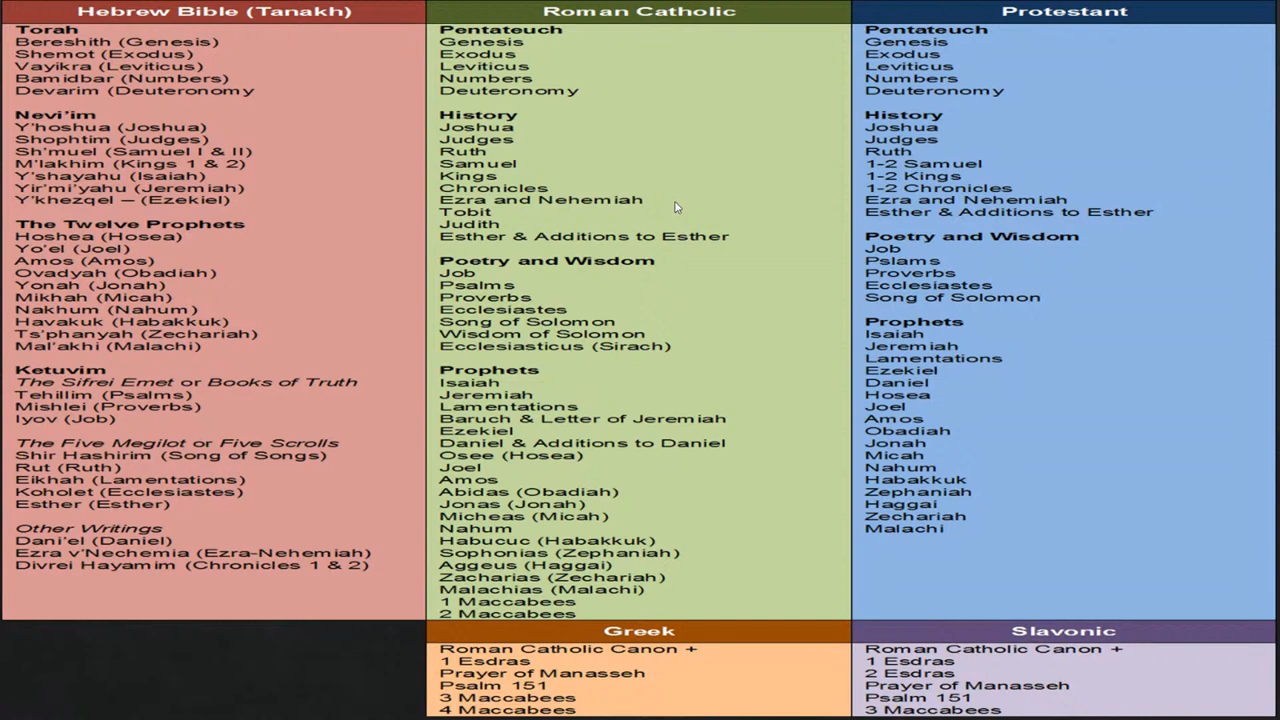 Hebrew Bible (Tanakh)
Torah
Bereshith (Genesis)
Shemot (Exodus)
Vayikra (Leviticus)
Bamidbar (Numbers)
Devarim (Deuteronomy
Nevi'im
Y'hoshua (Joshua)
Shophtim (Judges)
Sh'muel (Samuel I & II)
M'lakhim (Kings 1 & 2)
Y'shayahu (Isaiah)
Yir'mi'yahu (Jeremiah)
Y'khezqel – (Ezekiel)
The Twelve Prophets
Hoshea (Hosea)
Yo'el (Joel)
Amos (Amos)
Ovadyah (Obadiah)
Yonah (Jonah)
Mikhah (Micah)
Nakhum (Nahum)
Havakuk (Habakkuk)
Ts'phanyah (Zechariah)
Mal'akhi (Malachi)
Ketuvim
The Sifrei Emet or Books of Truth
Tehillim (Psalms)
Mishlei (Proverbs)
Iyov (Job)
The Five Megilot or Five Scrolls
Shir Hashirim (Song of Songs)
Rut (Ruth)
Eikhah (Lamentations)
Koholet (Ecclesiastes)
Esther (Esther)
Other Writings
Dani'el (Daniel)
Ezra v'Nechemia (Ezra-Nehemiah)
Divrei Hayamim (Chronicles 1 & 2)
Roman Catholic
Pentateuch
Genesis
Exodus
Leviticus
Numbers
Deuteronomy
History
Joshua
Judges
Ruth
Samuel
Kings
Chronicles
Ezra and Nehemiah
Tobit
Judith
Esther & Additions to Esther
Poetry and Wisdom
Job
Psalms
Proverbs
Ecclesiastes
Song of Solomon
Wisdom of Solomon
Ecclesiasticus (Sirach)
Prophets
Isaiah
Jeremiah
Lamentations
Baruch & Letter of Jeremiah
Ezekiel
Daniel & Additions to Daniel
Osee (Hosea)
Joel
Amos
Abidas (Obadiah)
Jonas (Jonah)
Micheas (Micah)
Nahum
Habucuc (Habakkuk)
Sophonias (Zephaniah)
Aggeus (Haggai)
Zacharias (Zechariah)
Malachias (Malachi)
1 Maccabees
2 Maccabees
Protestant
Pentateuch
Genesis
Exodus
Leviticus
Numbers
Deuteronomy
History
Joshua
Judges
Ruth
1-2 Samuel
1-2 Kings
1-2 Chronicles
Ezra and Nehemiah
Esther & Additions to Esther
Poetry and Wisdom
Job
Pslams
Proverbs
Ecclesiastes
Song of Solomon
Prophets
Isaiah
Jeremiah
Lamentations
Ezekiel
Daniel
Hosea
Joel
Amos
Obadiah
Jonah
Micah
Nahum
Habakkuk
Zephaniah
Haggai
Zechariah
Malachi
Greek
Roman Catholic Canon +
1 Esdras
Prayer of Manasseh
Psalm 151
3 Maccabees
4 Maccabees
Slavonic
Roman Catholic Canon +
1 Esdras
2 Esdras
Prayer of Manasseh
Psalm 151
3 Maccabees